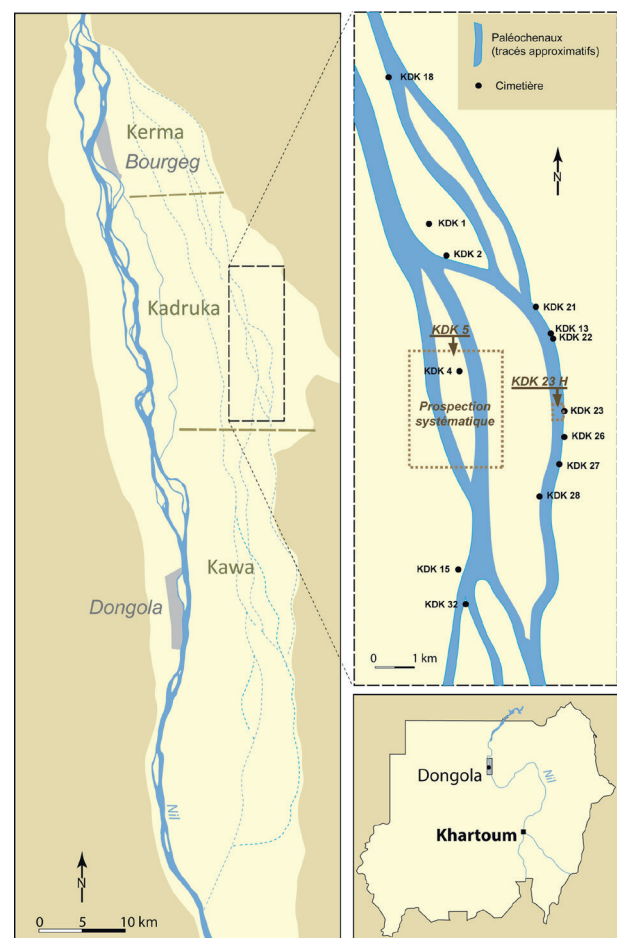 Kerma
Bourgeg
Kadruka
Kawa
Dongola
Nil
N
0 5 10 km
Paléochenaux
(tracés approximatifs)
Cimetière
KDK 18
N
KDK 1
KDK 2
KDK 21
KDK 13
KDK 22
KDK 5
KDK 4
KDK 23 H
Prospection
systématique
KDK 23
KDK 26
KDK 27
KDK 28
KDK 15
KDK 32
0 1 km
Dongola
Nil
Khartoum